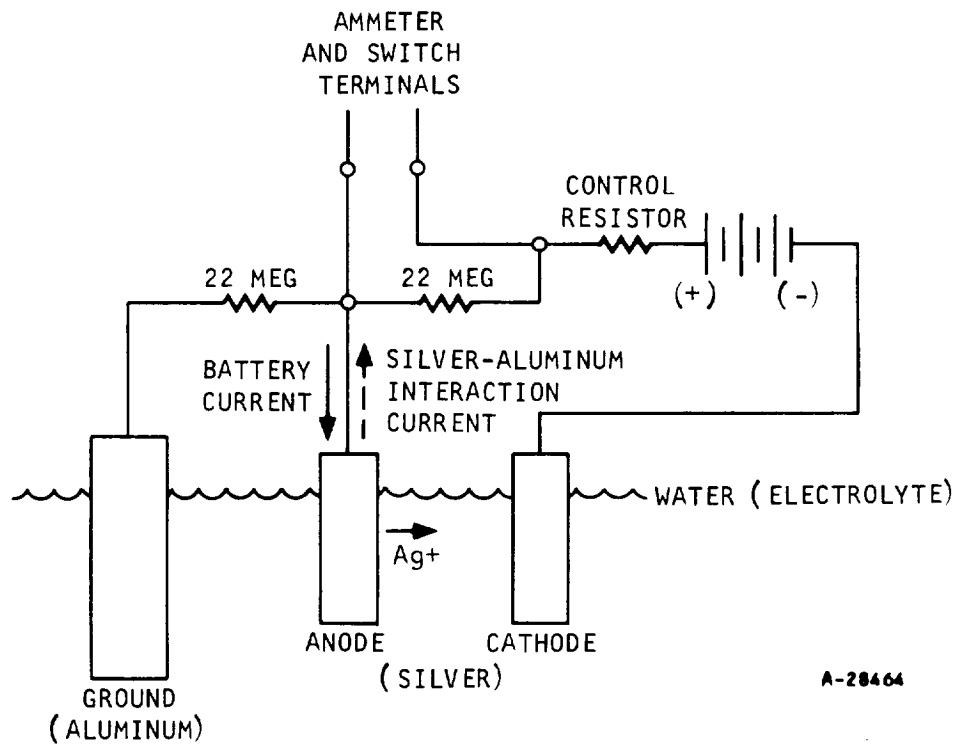 AMMETER
AND SWITCH
TERMINALS
CONTROL
RESISTOR
22 MEG
22 MEG
(+)
(-)
BATTERY
CURRENT
SILVER-ALUMINUM
INTERACTION
CURRENT
WATER (ELECTROLYTE)
Ag+
ANODE
CATHODE
(SILVER)
GROUND
(ALUMINUM)
A-28464